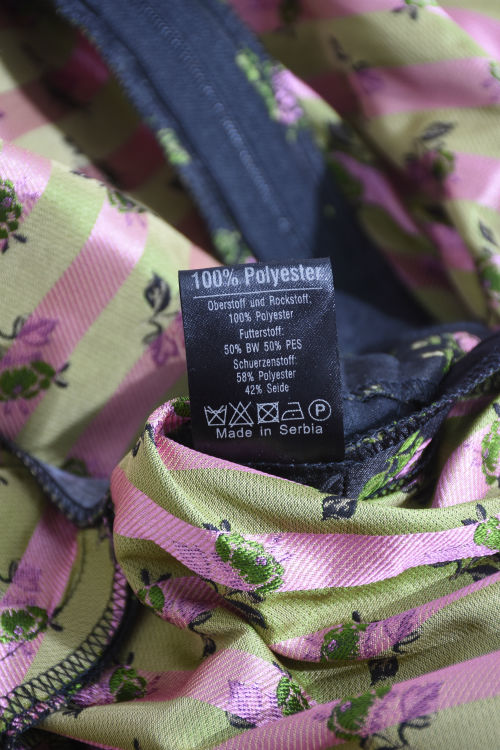 100% Polyester
Oberstoff und Rockstoff:
100% Polyester
Futterstoff:
50% BW 50% PES
Schuerzenstoff:
58% Polyester
42% Seide
P
Made in Serbia